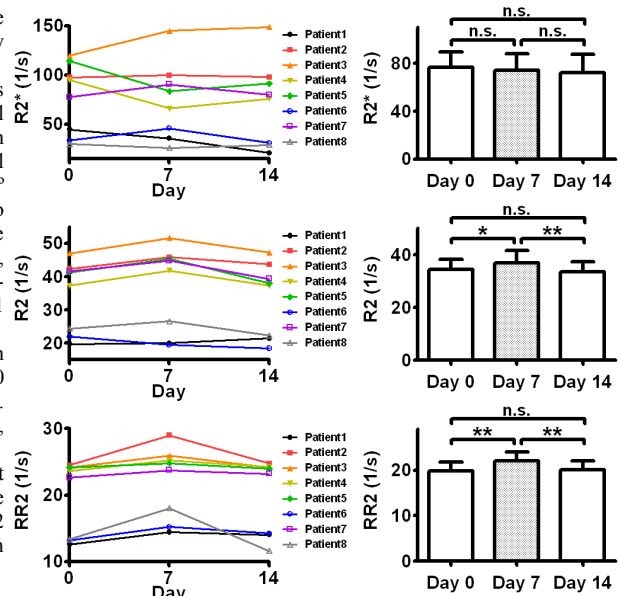 R2* (1/s)
150
100
50
0
7
14
Day
Patient1
Patient2
Patient3
Patient4
Patient5
Patient6
Patient7
Patient8
R2* (1/s)
80
40
0
n.s.
n.s.
n.s.
Day 0
Day 7
Day 14
R2 (1/s)
50
40
30
20
0
7
14
Day
Patient1
Patient2
Patient3
Patient4
Patient5
Patient6
Patient7
Patient8
R2 (1/s)
40
20
0
n.s.
*
**
Day 0
Day 7
Day 14
RR2 (1/s)
30
20
10
0
7
14
Day
Patient1
Patient2
Patient3
Patient4
Patient5
Patient6
Patient7
Patient8
RR2 (1/s)
20
10
0
n.s.
**
**
Day 0
Day 7
Day 14